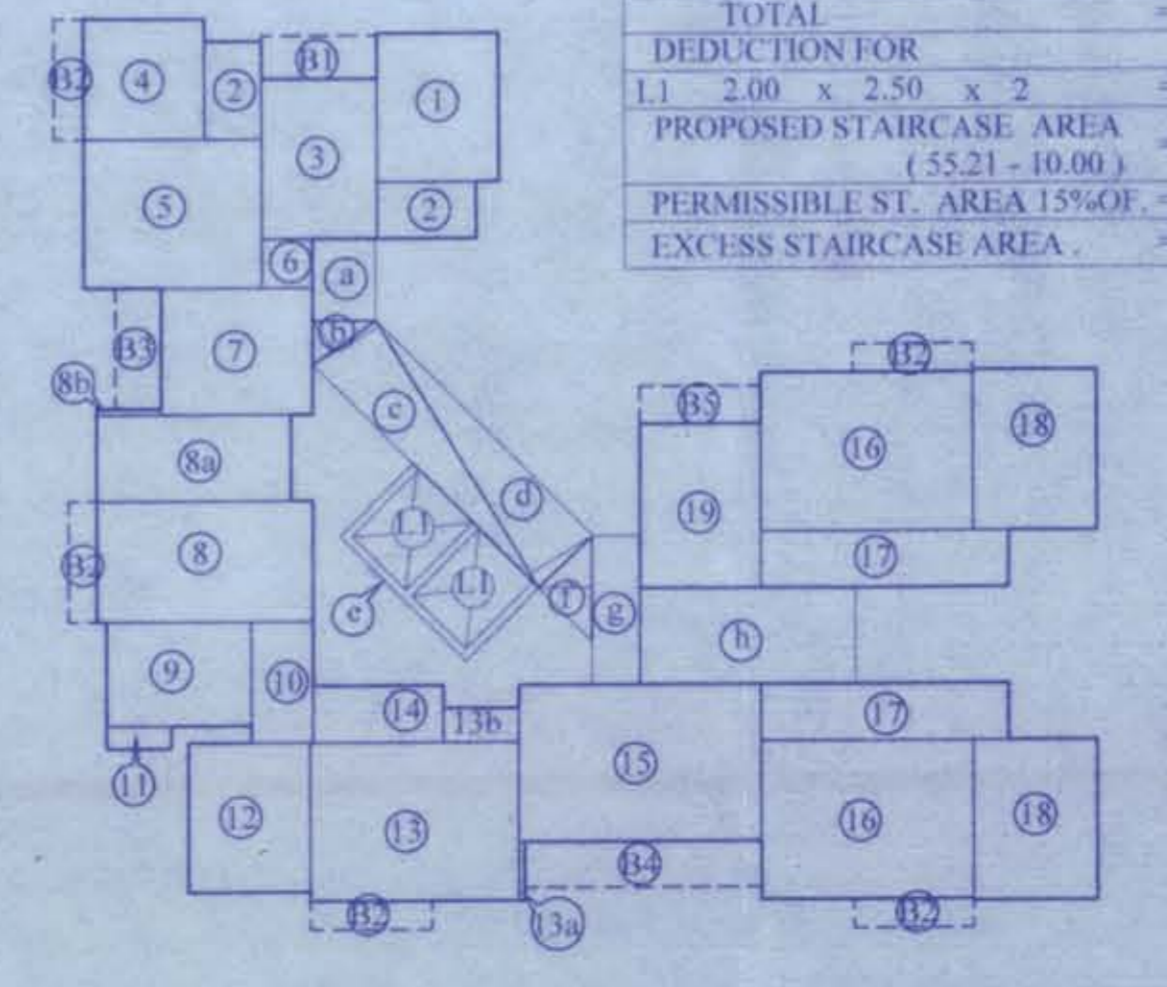 TOTAL =
DEDUCTION FOR
L1 2.00 x 2.50 x 2 =
PROPOSED STAIRCASE AREA =
( 55.21 - 10.00 )
PERMISSIBLE ST. AREA 15%OF. =
EXCESS STAIRCASE AREA . =
B2
4
2
B1
1
3
5
2
6
a
b
B3
7
8b
c
8a
d
B2
8
L1
L1
e
f
g
B5
B2
16
18
19
17
h
9
10
11
14
13b
12
13
15
17
16
18
B4
B2
13a
B2